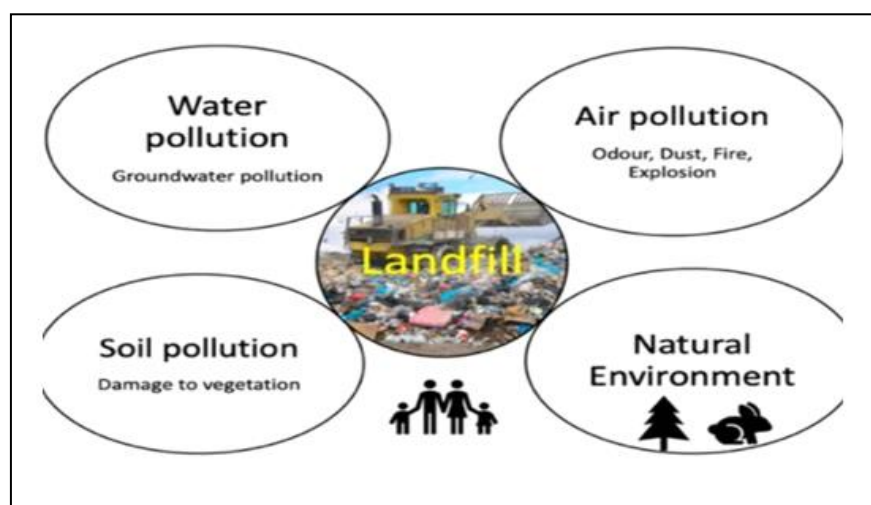 Water
pollution
Groundwater pollution
Air pollution
Odour, Dust, Fire,
Explosion
Landfill
Soil pollution
Damage to vegetation
Natural
Environment